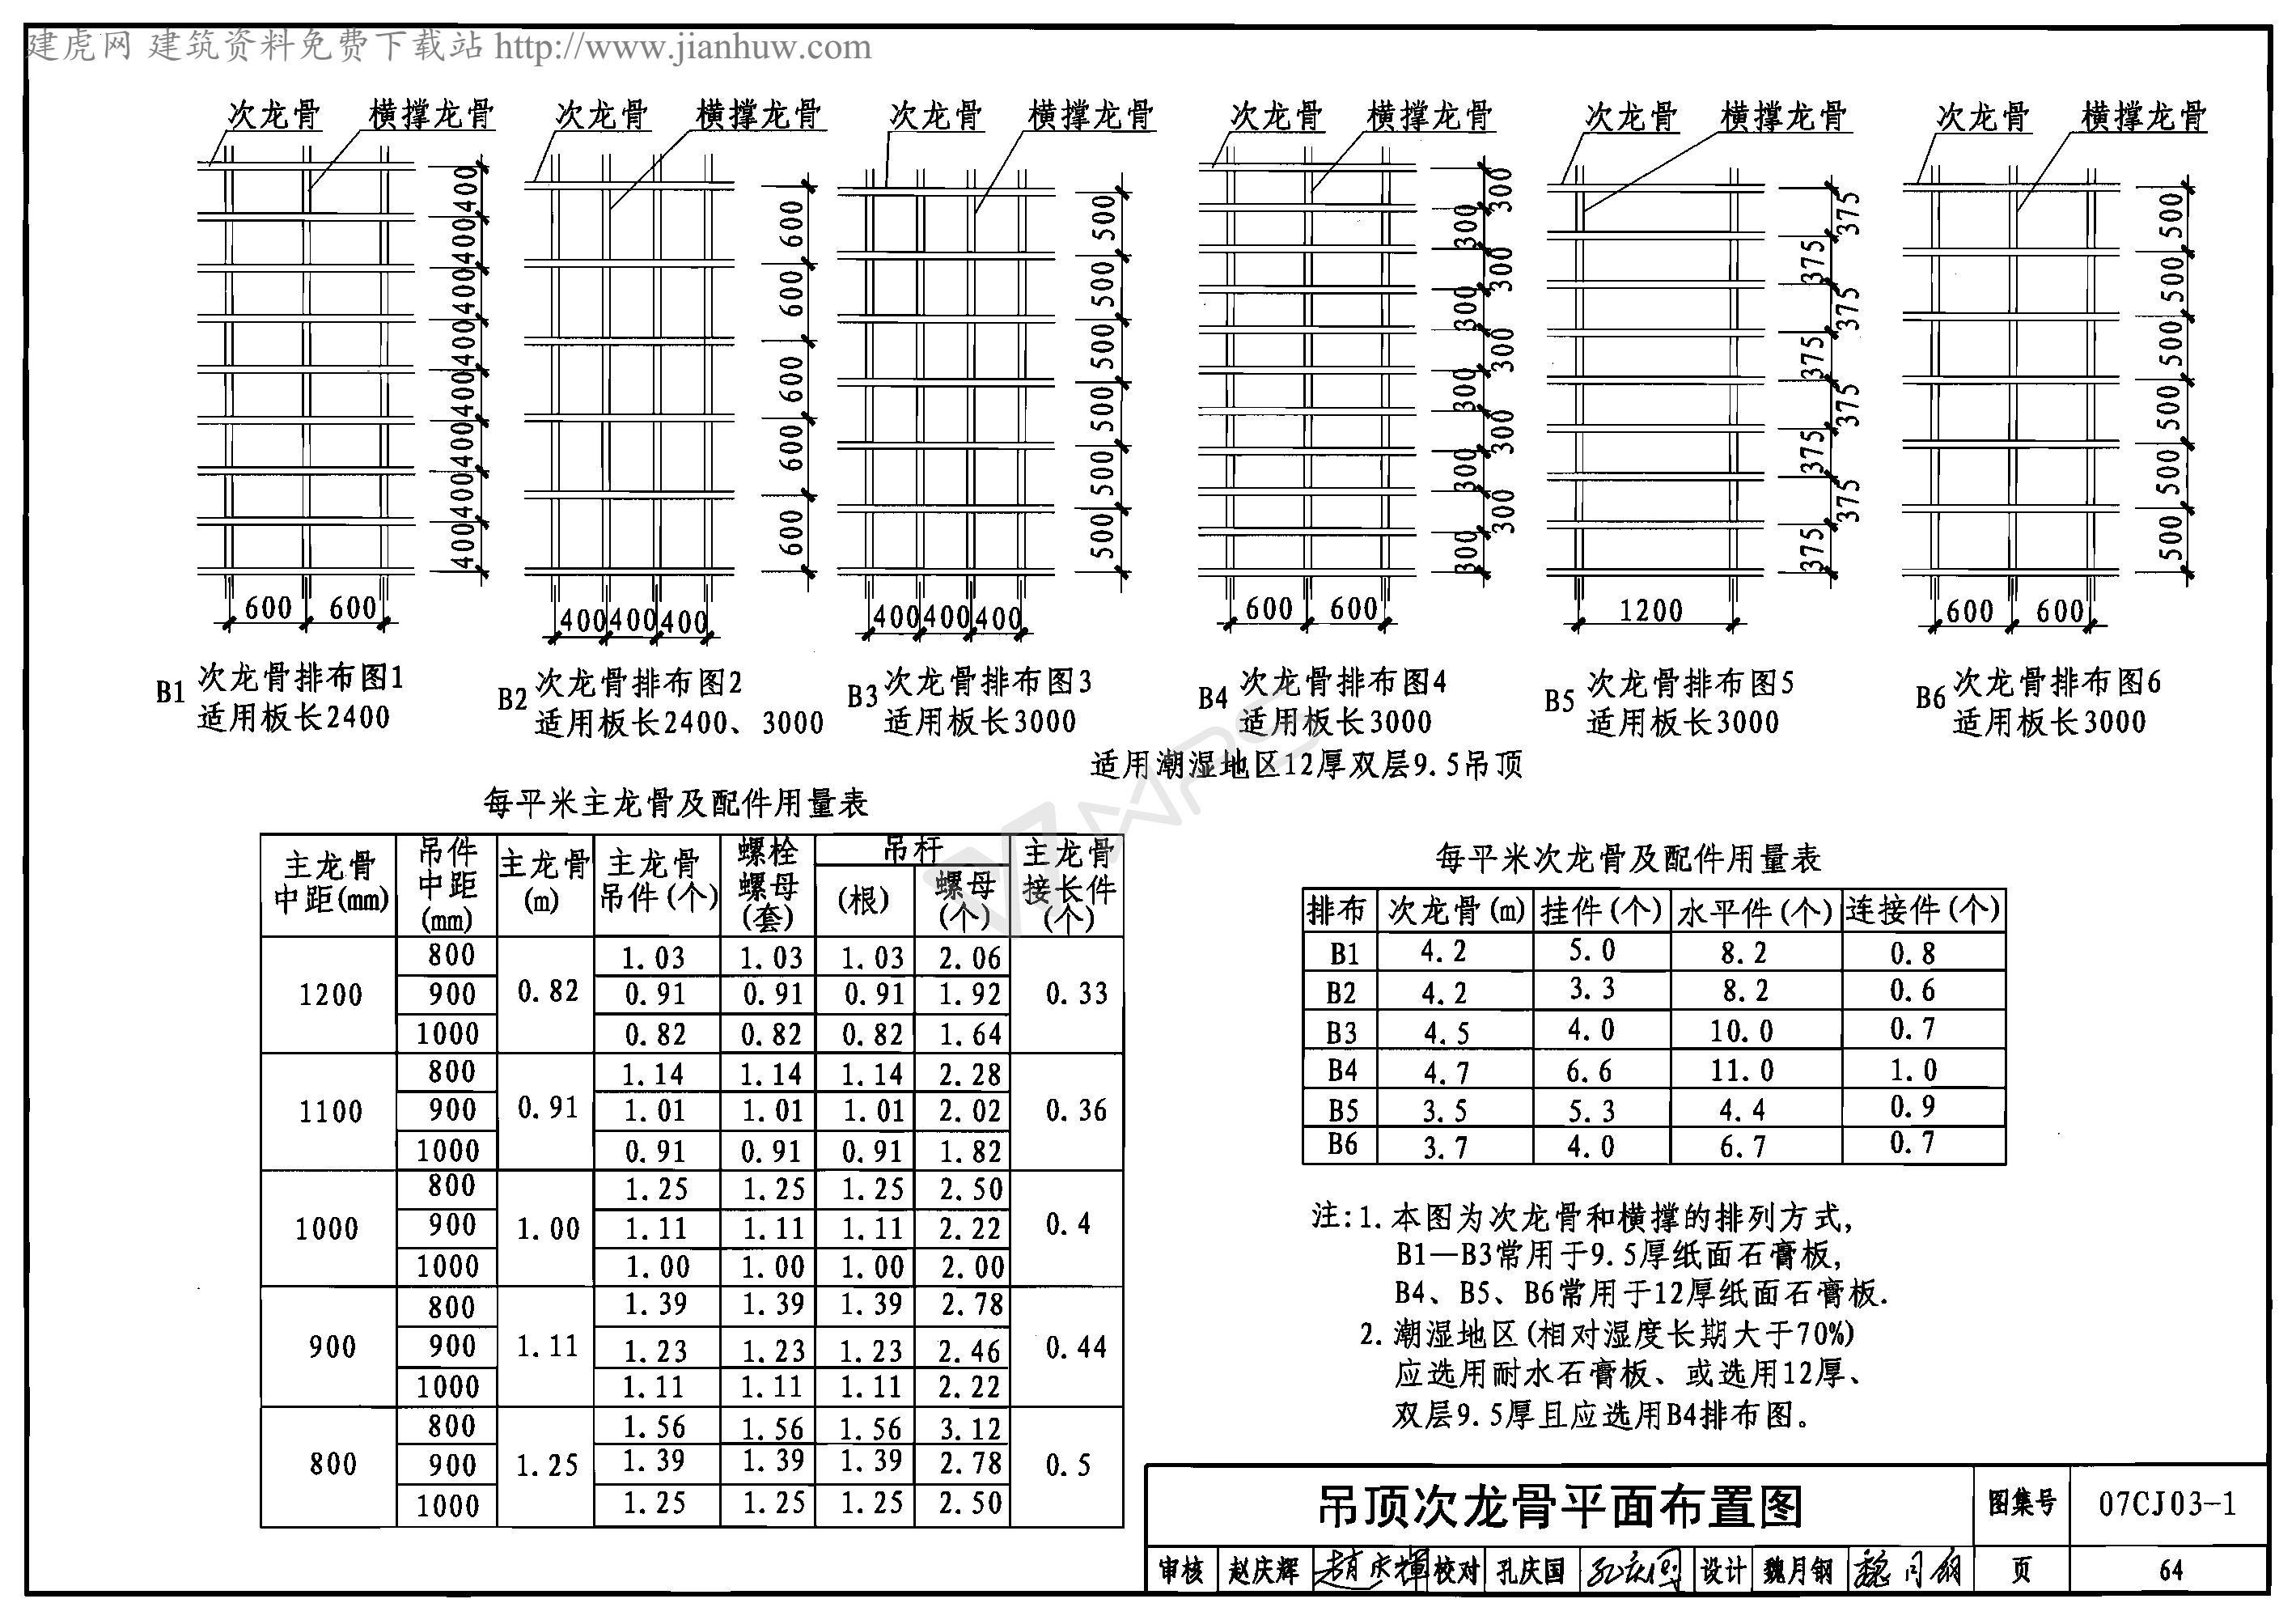 建虎网 建筑资料免费下载站 http://www.jianhuw.com
次龙骨 横撑龙骨 次龙骨 横撑龙骨 次龙骨 横撑龙骨 次龙骨 横撑龙骨 次龙骨 横撑龙骨 次龙骨 横撑龙骨
400 400 400 400 400 400 400 400
600 600 600 600 600
500 500 500 500 500 500
300 300 300 300 300 300 300 300 300 300
375 375 375 375 375 375 375 375
500 500 500 500 500 500
600 600 400 400 400 400 400 400 600 600 1200 600 600
B1 次龙骨排布图1
适用板长2400
B2 次龙骨排布图2
适用板长2400、3000
B3 次龙骨排布图3
适用板长3000
B4 次龙骨排布图4
适用板长3000
适用潮湿地区12厚双层9.5吊顶
B5 次龙骨排布图5
适用板长3000
B6 次龙骨排布图6
适用板长3000
每平米主龙骨及配件用量表
主龙骨中距(mm) 吊件中距(mm) 主龙骨(m) 主龙骨吊件(个) 螺栓螺母(套) 吊杆 (根) 螺母(个) 主龙骨接长件(个)
1200 800 0.82 1.03 1.03 1.03 2.06 0.33
900 0.91 0.91 0.91 1.92
1000 0.82 0.82 0.82 1.64
1100 800 0.91 1.14 1.14 1.14 2.28 0.36
900 1.01 1.01 1.01 2.02
1000 0.91 0.91 0.91 1.82
1000 800 1.00 1.25 1.25 1.25 2.50 0.4
900 1.11 1.11 1.11 2.22
1000 1.00 1.00 1.00 2.00
900 800 1.11 1.39 1.39 1.39 2.78 0.44
900 1.23 1.23 1.23 2.46
1000 1.11 1.11 1.11 2.22
800 800 1.25 1.56 1.56 1.56 3.12 0.5
900 1.39 1.39 1.39 2.78
1000 1.25 1.25 1.25 2.50
每平米次龙骨及配件用量表
排布 次龙骨(m) 挂件(个) 水平件(个) 连接件(个)
B1 4.2 5.0 8.2 0.8
B2 4.2 3.3 8.2 0.6
B3 4.5 4.0 10.0 0.7
B4 4.7 6.6 11.0 1.0
B5 3.5 5.3 4.4 0.9
B6 3.7 4.0 6.7 0.7
注:1.本图为次龙骨和横撑的排列方式,
B1—B3常用于9.5厚纸面石膏板,
B4、B5、B6常用于12厚纸面石膏板.
2.潮湿地区(相对湿度长期大于70%)
应选用耐水石膏板、或选用12厚、
双层9.5厚且应选用B4排布图。
吊顶次龙骨平面布置图 图集号 07CJ03-1
审核 赵庆辉 赵庆辉 校对 孔庆国 孔庆国 设计 魏月钢 魏月钢 页 64